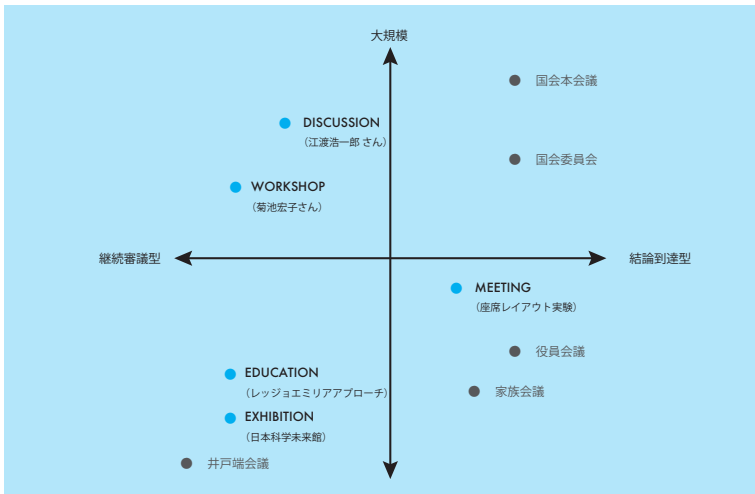 大規模
国会本会議
DISCUSSION
（江渡浩一郎 さん）
国会委員会
WORKSHOP
（菊池宏子さん）
継続審議型
結論到達型
MEETING
（座席レイアウト実験）
役員会議
EDUCATION
（レッジョエミリアアプローチ）
家族会議
EXHIBITION
（日本科学未来館）
井戸端会議